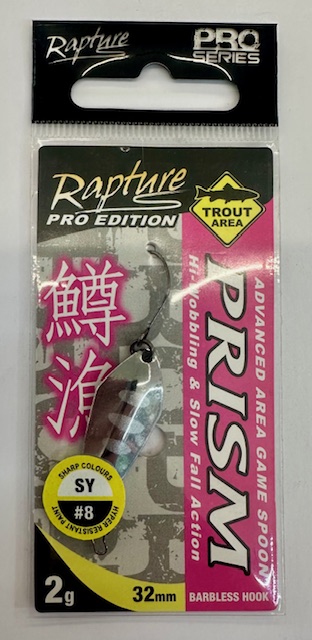 Rapture
PRO
SERIES
Rapture
PRO EDITION
TROUT
AREA
鱒
漁
PRISM
ADVANCED AREA GAME SPOON
Hi-Wobbling & Slow Fall Action
SHARP COLOURS
SY
#8
HYPER RESISTANT PAINT
2g
32mm
BARBLESS HOOK